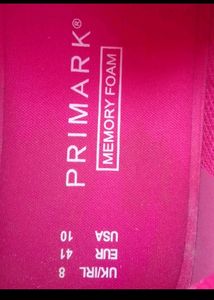 PRIMARK®
MEMORY FOAM
UK/IRL 8
EUR 41
USA 10